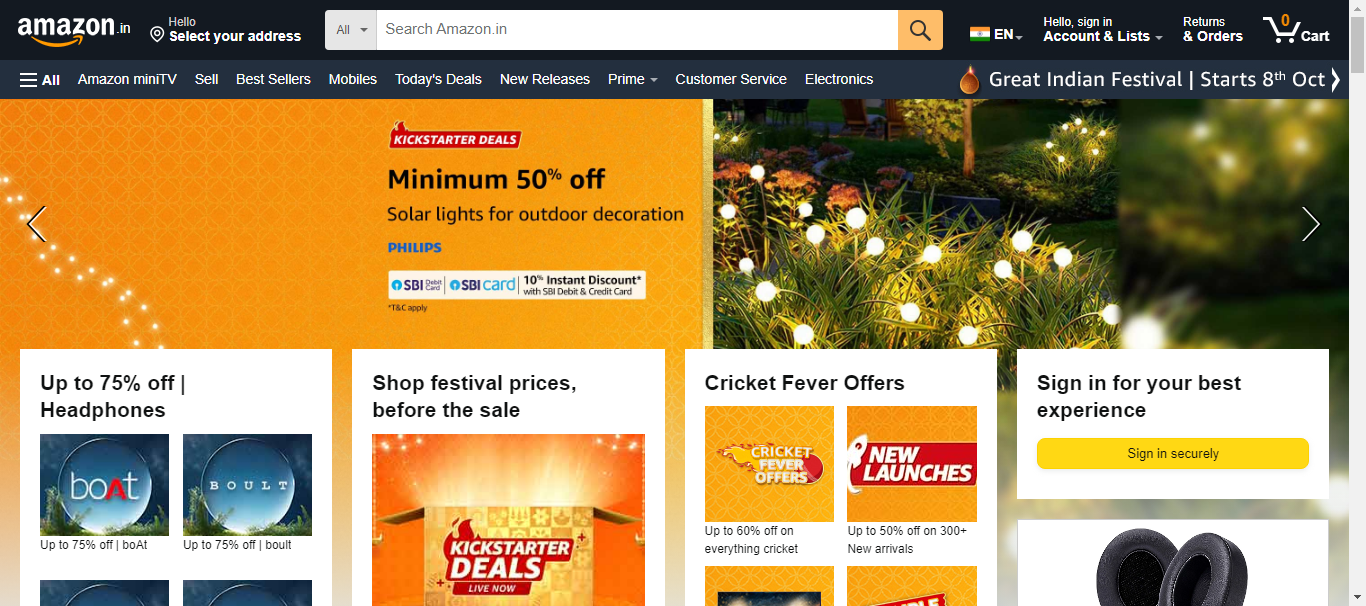 amazon.in
Hello
Select your address
All
Search Amazon.in
EN
Hello, sign in
Account & Lists
Returns
& Orders
0
Cart
All
Amazon miniTV
Sell
Best Sellers
Mobiles
Today's Deals
New Releases
Prime
Customer Service
Electronics
Great Indian Festival | Starts 8th Oct
KICKSTARTER DEALS
Minimum 50% off
Solar lights for outdoor decoration
PHILIPS
SBI Debit Card
SBI card
10% Instant Discount*
with SBI Debit & Credit Card
*T&C apply
Up to 75% off |
Headphones
boAt
BOULT
Up to 75% off | boAt
Up to 75% off | boult
Shop festival prices,
before the sale
KICKSTARTER
DEALS
LIVE NOW
Cricket Fever Offers
CRICKET
FEVER
OFFERS
NEW
LAUNCHES
Up to 60% off on
everything cricket
Up to 50% off on 300+
New arrivals
Sign in for your best
experience
Sign in securely